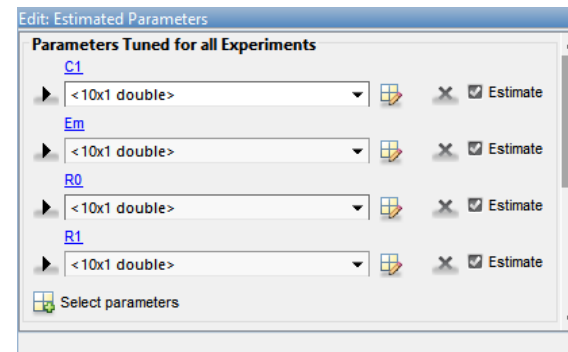 Edit: Estimated Parameters
Parameters Tuned for all Experiments
C1
<10x1 double> Estimate
Em
<10x1 double> Estimate
R0
<10x1 double> Estimate
R1
<10x1 double> Estimate
Select parameters